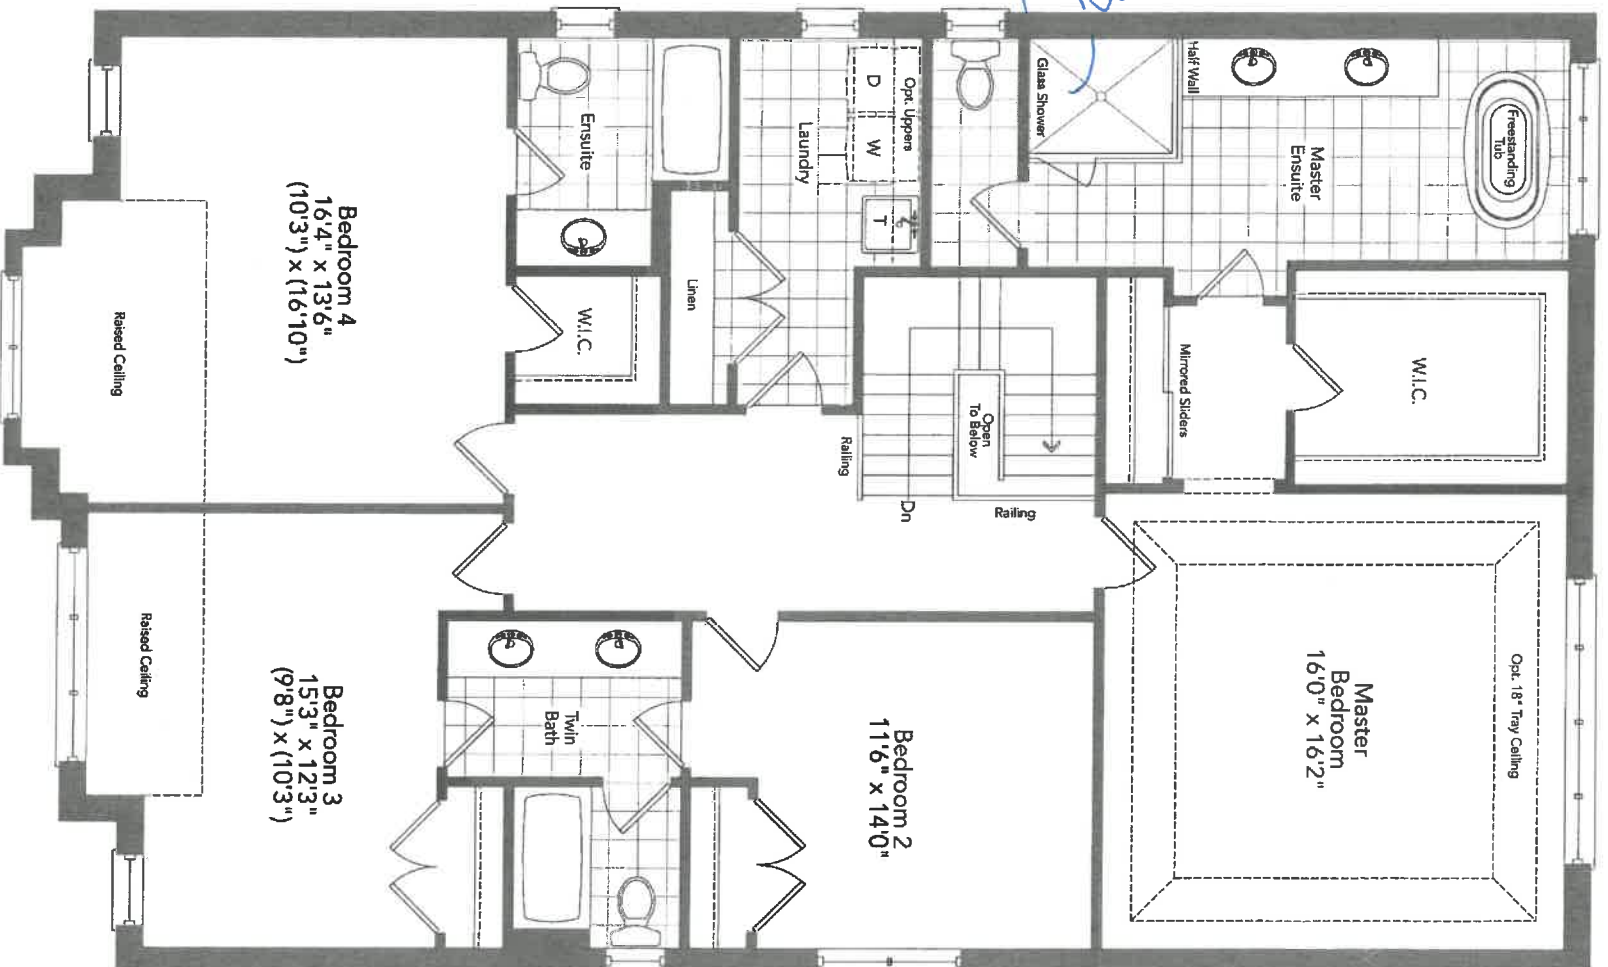 Half Wall
Glass Shower
Freestanding
Tub
Master
Ensuite
Opt. Uppers
D
W
Laundry
T
Ensuite
Linen
W.I.C.
Bedroom 4
16'4" x 13'6"
(10'3") x (16'10")
Raised Ceiling
Mirrored Sliders
W.I.C.
Open
To Below
Railing
Dn
Railing
Master
Bedroom
16'0" x 16'2"
Opt. 18" Tray Ceiling
Twin
Bath
Bedroom 2
11'6" x 14'0"
Bedroom 3
15'3" x 12'3"
(9'8") x (10'3")
Raised Ceiling